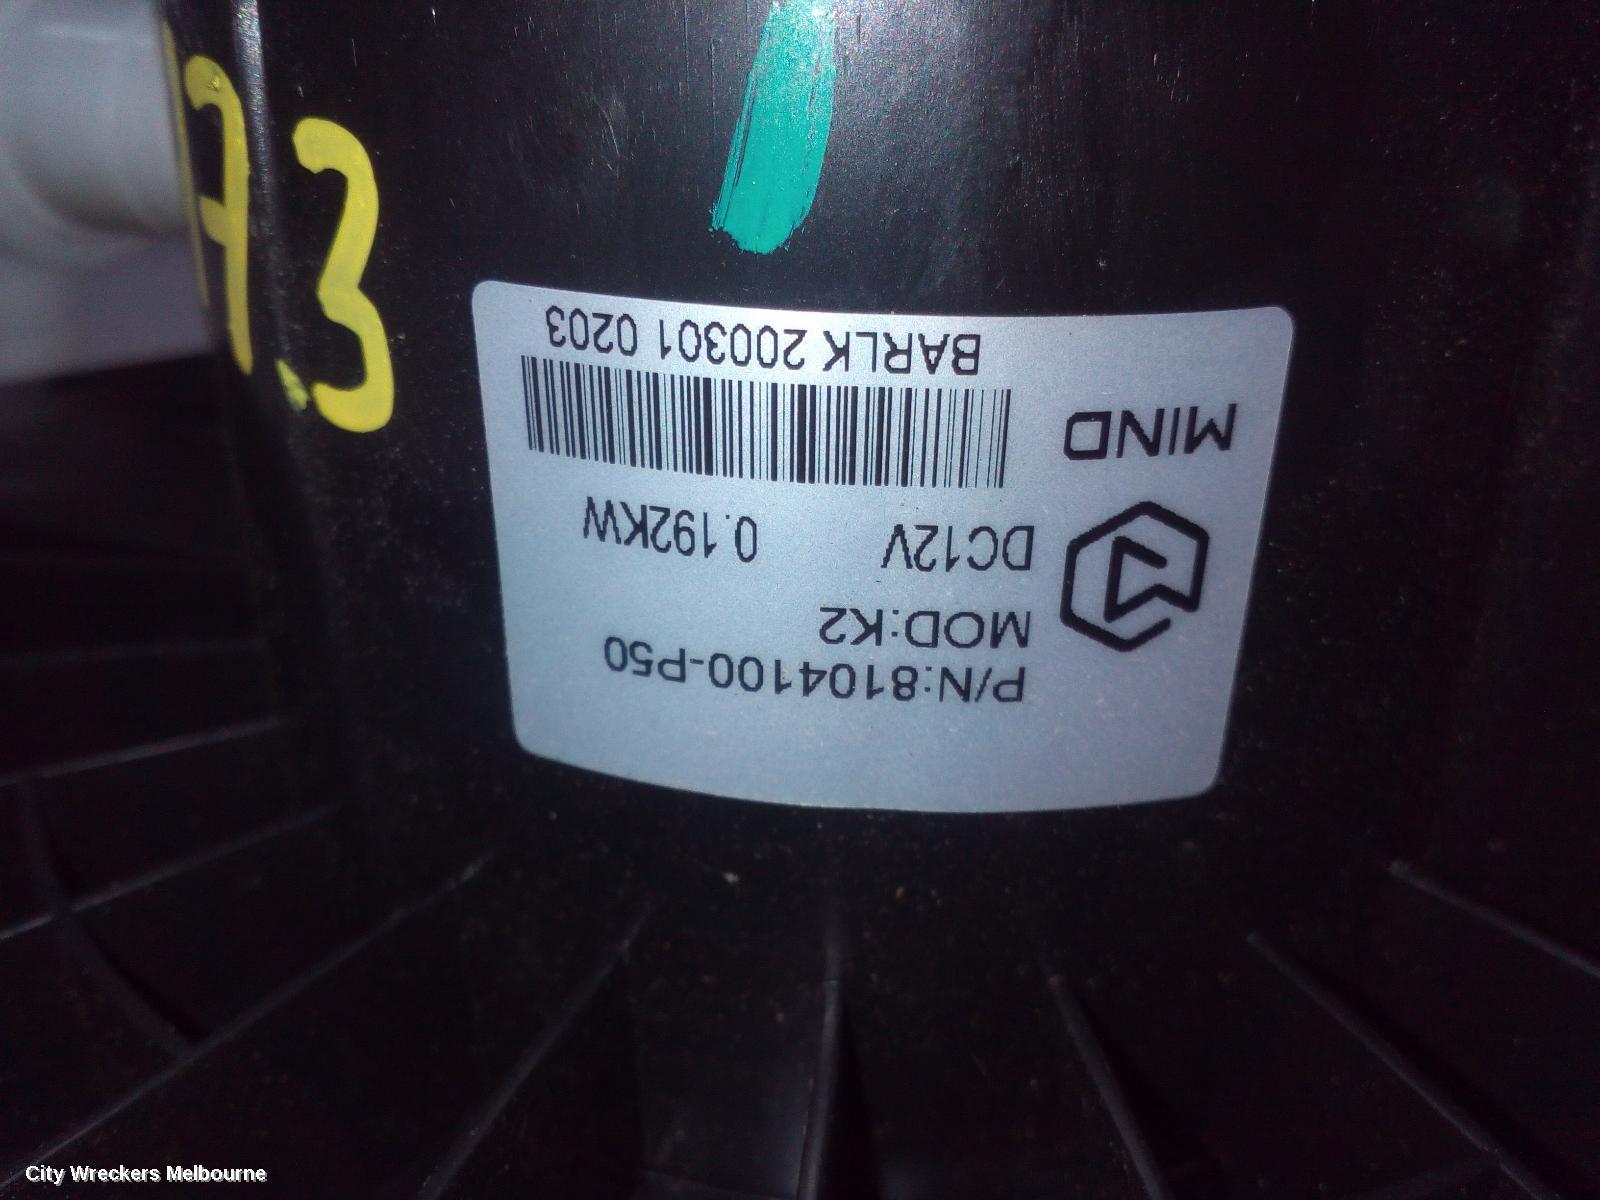 P/N:8104100-P50
MOD:K2
DC12V 0.192KW
MIND
BARLK 200301 0203
City Wreckers Melbourne